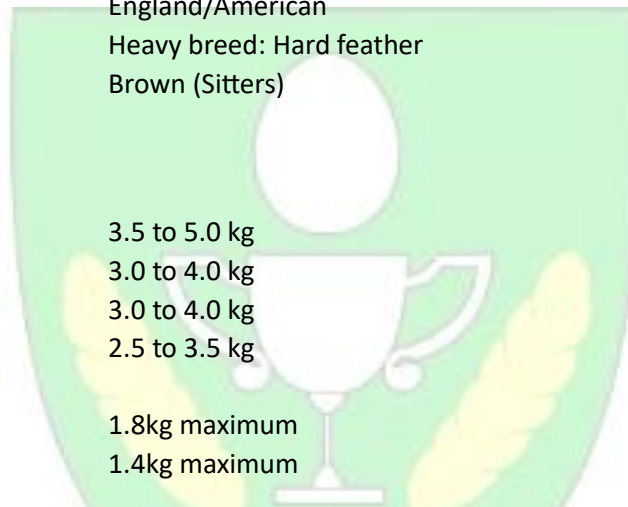 England/American
Heavy breed: Hard feather
Brown (Sitters)
3.5 to 5.0 kg
3.0 to 4.0 kg
3.0 to 4.0 kg
2.5 to 3.5 kg
1.8kg maximum
1.4kg maximum